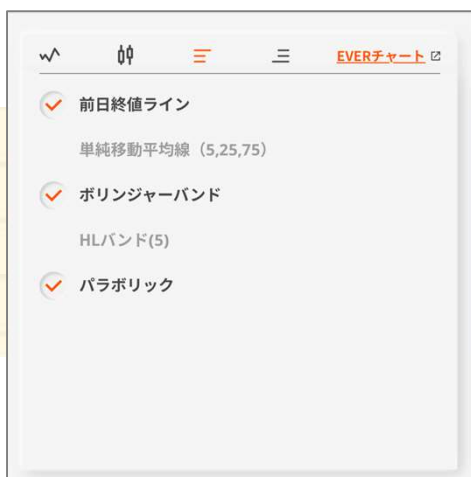 EVERチャート
前日終値ライン
単純移動平均線（5,25,75）
ボリンジャーバンド
HLバンド(5)
パラボリック